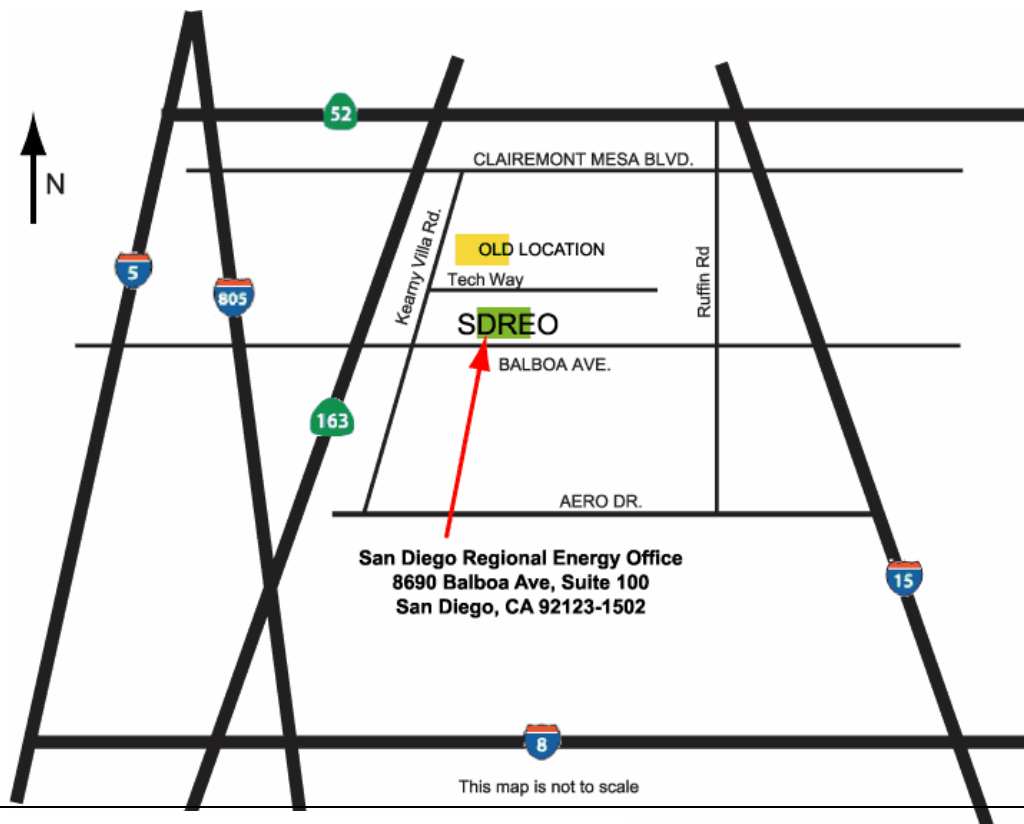 52
CLAIREMONT MESA BLVD.
N
Kearny Villa Rd.
OLD LOCATION
Ruffin Rd
5
Tech Way
805
SDREO
BALBOA AVE.
163
AERO DR.
San Diego Regional Energy Office
8690 Balboa Ave, Suite 100
San Diego, CA 92123-1502
15
8
This map is not to scale